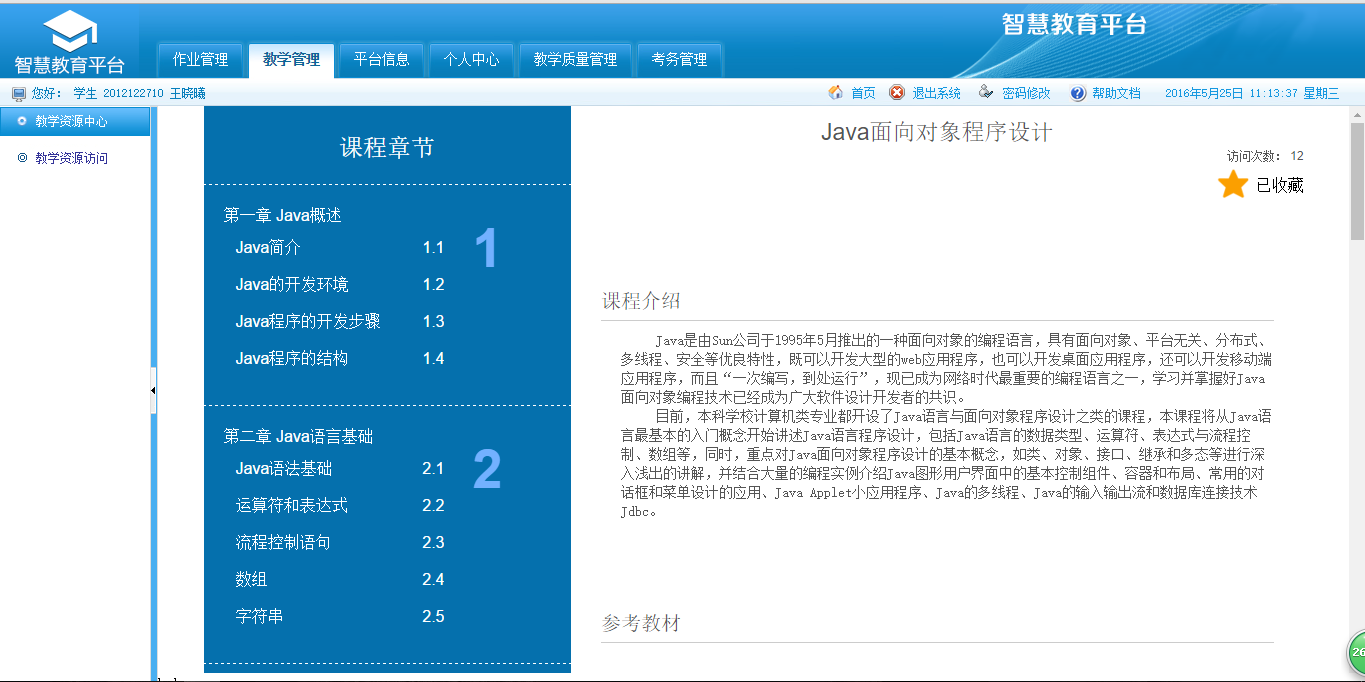 智慧教育平台
智慧教育平台
作业管理 教学管理 平台信息 个人中心 教学质量管理 考务管理
您好： 学生 2012122710 王晓曦
首页 退出系统 密码修改 帮助文档 2016年5月25日 11:13:37 星期三
教学资源中心
教学资源访问
课程章节
第一章 Java概述
1
Java简介 1.1
Java的开发环境 1.2
Java程序的开发步骤 1.3
Java程序的结构 1.4
第二章 Java语言基础
2
Java语法基础 2.1
运算符和表达式 2.2
流程控制语句 2.3
数组 2.4
字符串 2.5
Java面向对象程序设计
访问次数： 12
已收藏
课程介绍
Java是由Sun公司于1995年5月推出的一种面向对象的编程语言，具有面向对象、平台无关、分布式、
多线程、安全等优良特性，既可以开发大型的web应用程序，也可以开发桌面应用程序，还可以开发移动端
应用程序，而且“一次编写，到处运行”，现已成为网络时代最重要的编程语言之一，学习并掌握好Java
面向对象编程技术已经成为广大软件设计开发者的共识。
目前，本科学校计算机类专业都开设了Java语言与面向对象程序设计之类的课程，本课程将从Java语
言最基本的入门概念开始讲述Java语言程序设计，包括Java语言的数据类型、运算符、表达式与流程控
制、数组等，同时，重点对Java面向对象程序设计的基本概念，如类、对象、接口、继承和多态等进行深
入浅出的讲解，并结合大量的编程实例介绍Java图形用户界面中的基本控制组件、容器和布局、常用的对
话框和菜单设计的应用、Java Applet小应用程序、Java的多线程、Java的输入输出流和数据库连接技术
Jdbc。
参考教材
26